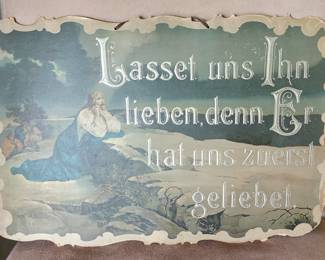 Lasset uns Ihn
lieben, denn Er
hat uns zuerst
geliebet.